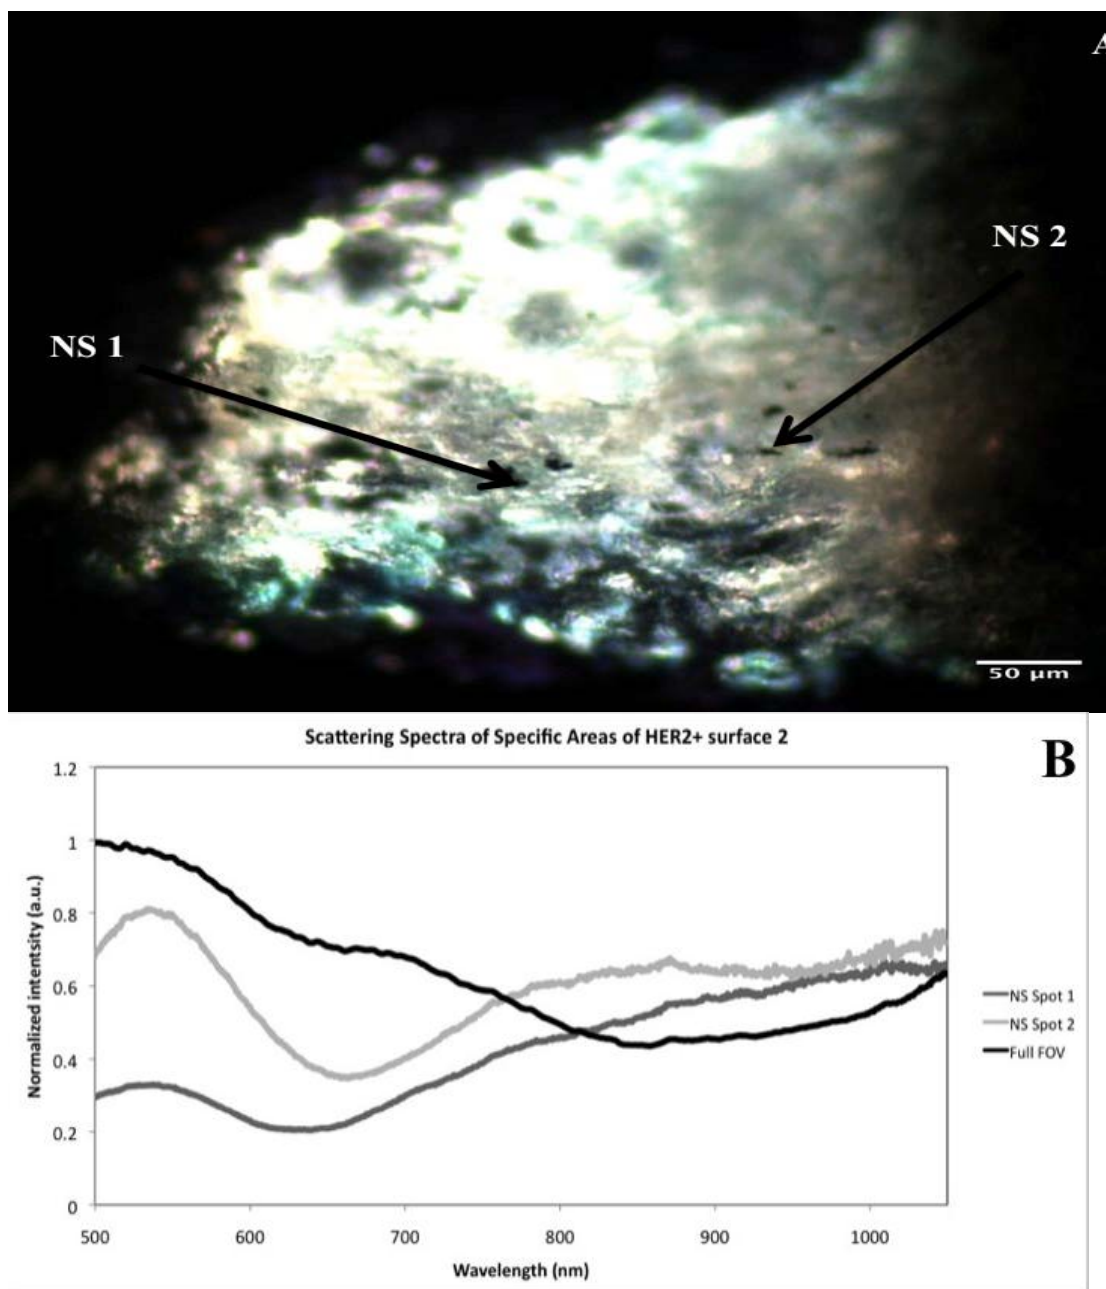 A
NS 2
NS 1
50 µm
Scattering Spectra of Specific Areas of HER2+ surface 2
B
1.2
1
0.8
0.6
0.4
0.2
0
Normalized intentsity (a.u.)
NS Spot 1
NS Spot 2
Full FOV
500 600 700 800 900 1000
Wavelength (nm)